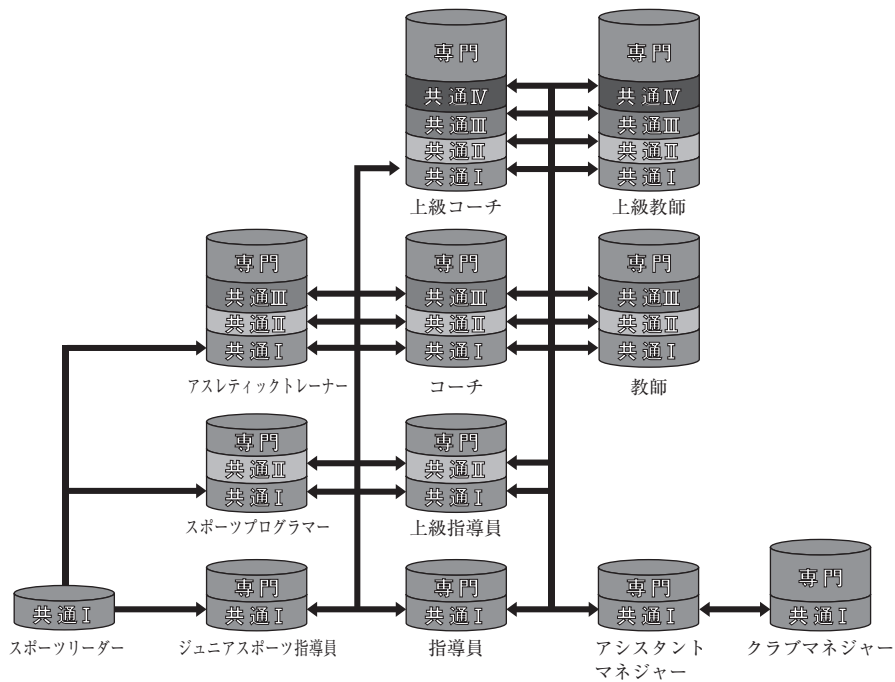 専門
共通Ⅳ
共通Ⅲ
共通Ⅱ
共通Ⅰ
上級コーチ
専門
共通Ⅳ
共通Ⅲ
共通Ⅱ
共通Ⅰ
上級教師
専門
共通Ⅲ
共通Ⅱ
共通Ⅰ
アスレティックトレーナー
専門
共通Ⅲ
共通Ⅱ
共通Ⅰ
コーチ
専門
共通Ⅲ
共通Ⅱ
共通Ⅰ
教師
専門
共通Ⅱ
共通Ⅰ
スポーツプログラマー
専門
共通Ⅱ
共通Ⅰ
上級指導員
共通Ⅰ
スポーツリーダー
専門
共通Ⅰ
ジュニアスポーツ指導員
専門
共通Ⅰ
指導員
専門
共通Ⅰ
アシスタント
マネジャー
専門
共通Ⅰ
クラブマネジャー